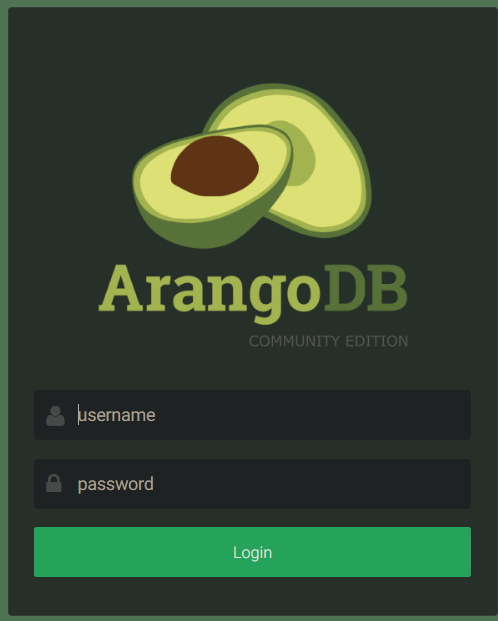 ArangoDB
COMMUNITY EDITION
username
password
Login